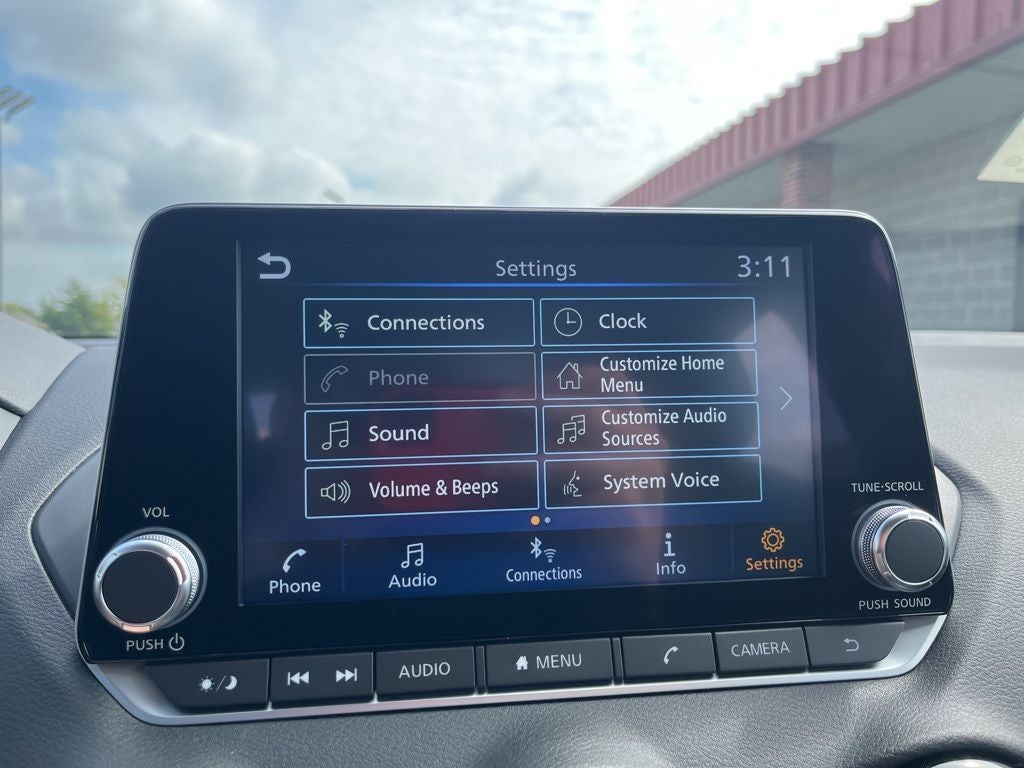 Settings
3:11
Connections
Clock
Phone
Customize Home
Menu
Sound
Customize Audio
Sources
Volume & Beeps
System Voice
Phone
Audio
Connections
Info
Settings
VOL
PUSH
TUNE·SCROLL
PUSH SOUND
AUDIO
MENU
CAMERA